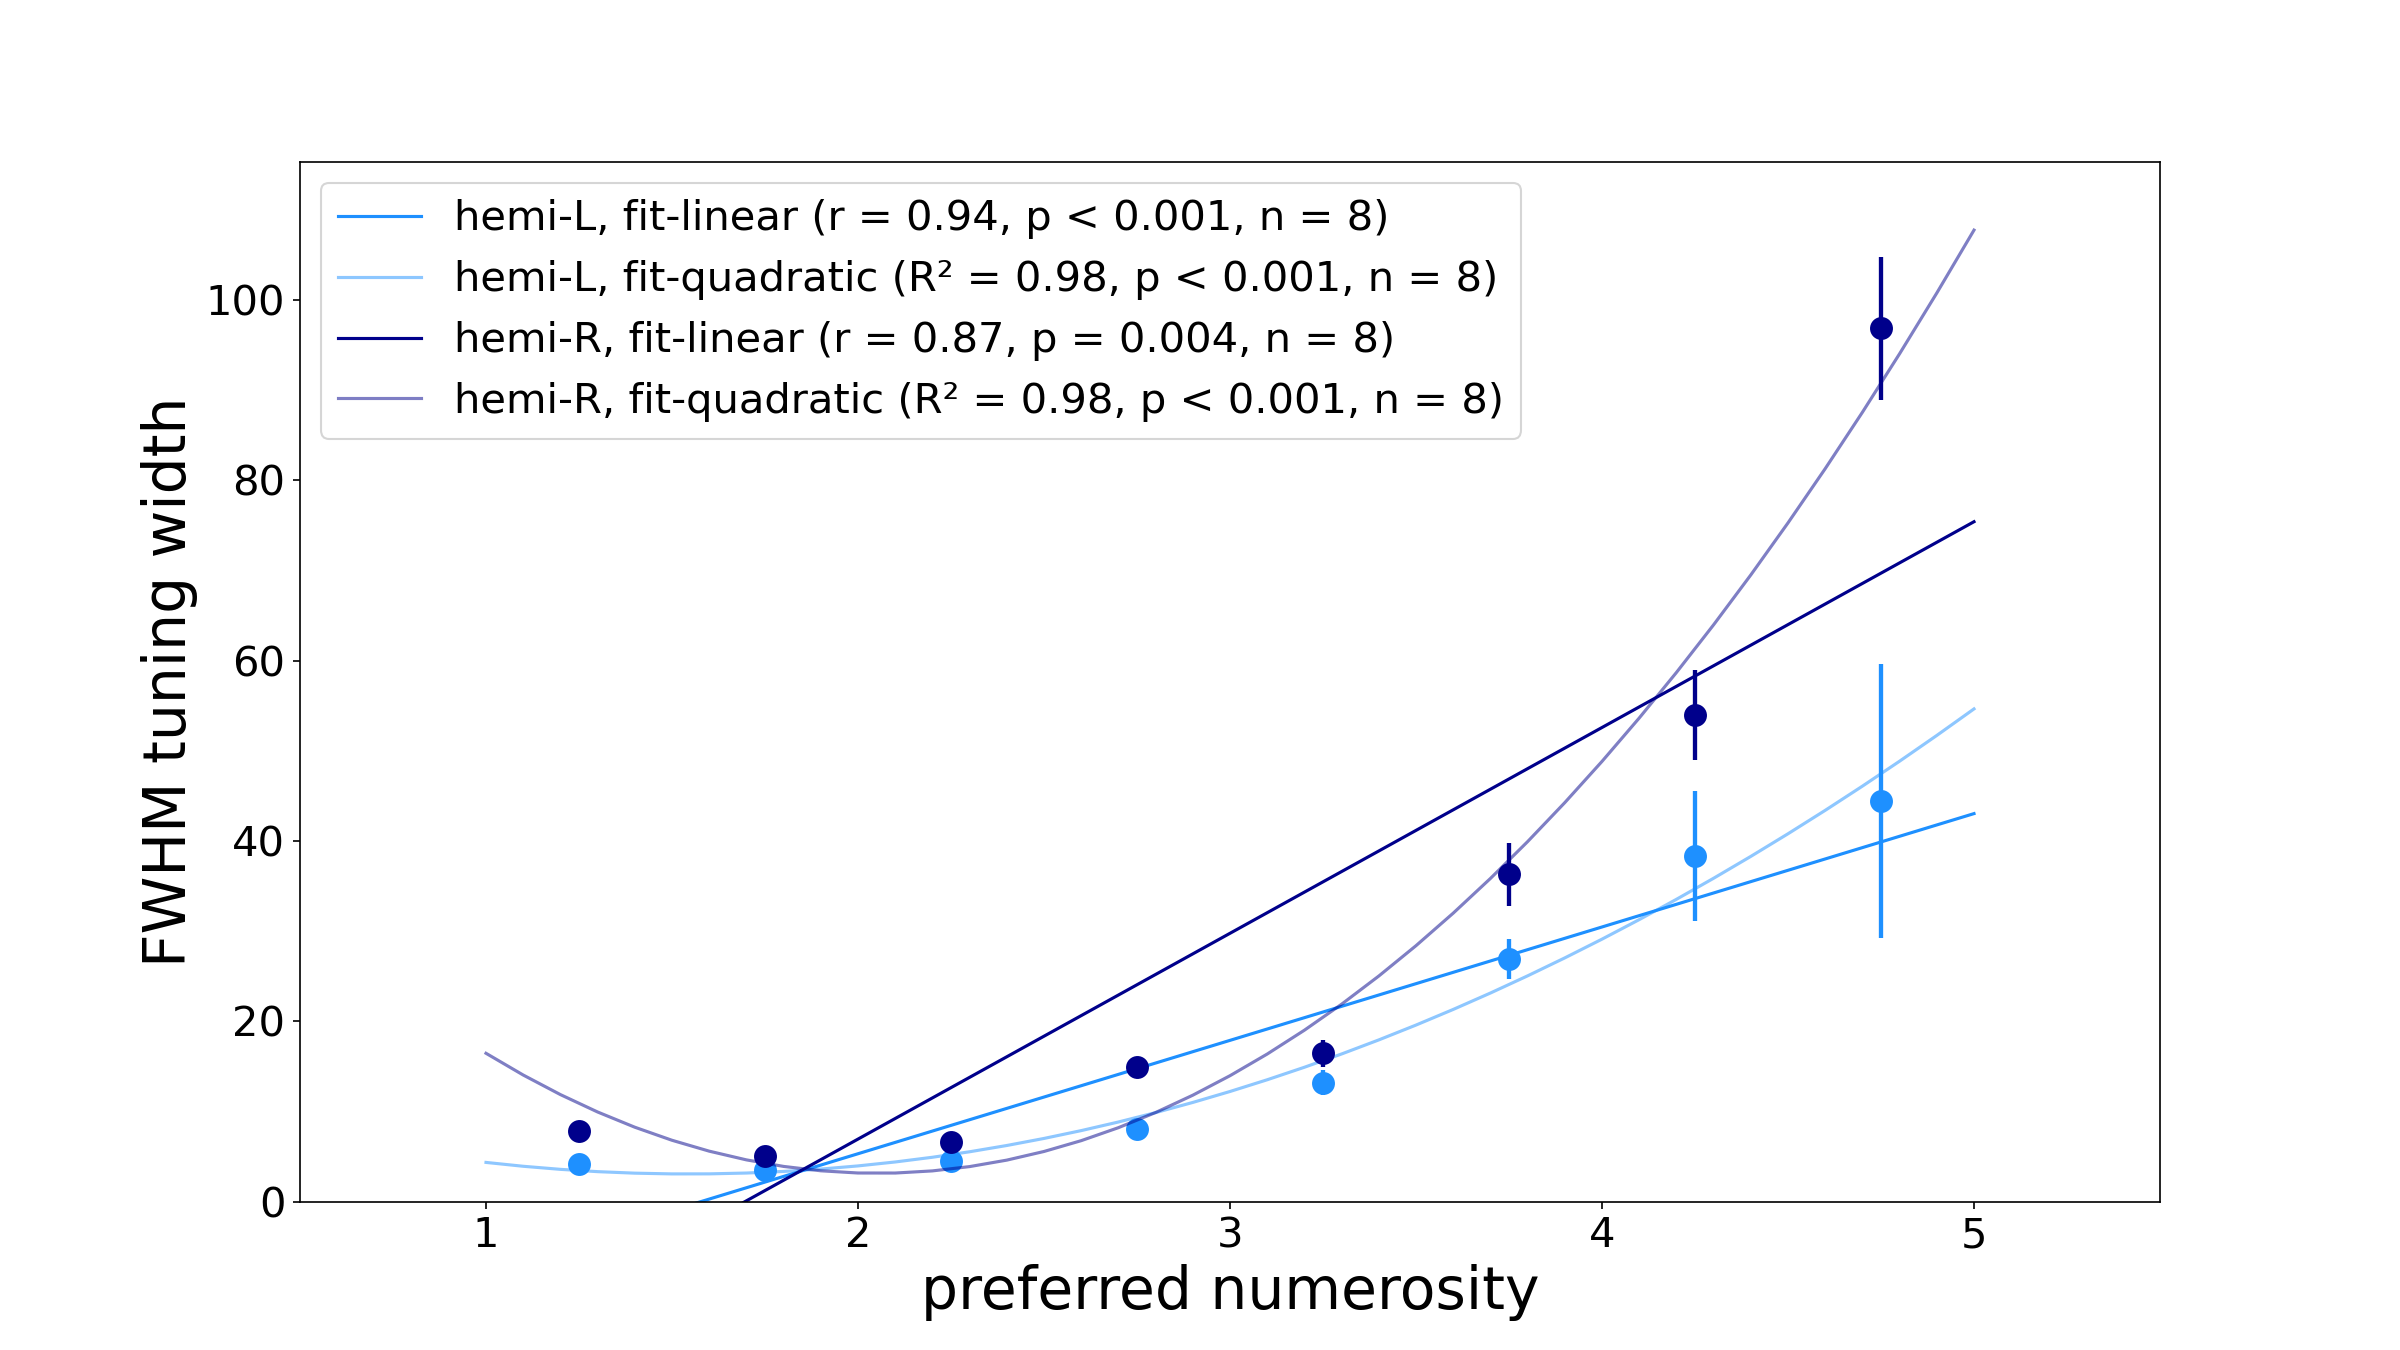 hemi-L, fit-linear (r = 0.94, p < 0.001, n = 8)
hemi-L, fit-quadratic (R² = 0.98, p < 0.001, n = 8)
hemi-R, fit-linear (r = 0.87, p = 0.004, n = 8)
hemi-R, fit-quadratic (R² = 0.98, p < 0.001, n = 8)
FWHM tuning width
100
80
60
40
20
0
1 2 3 4 5
preferred numerosity